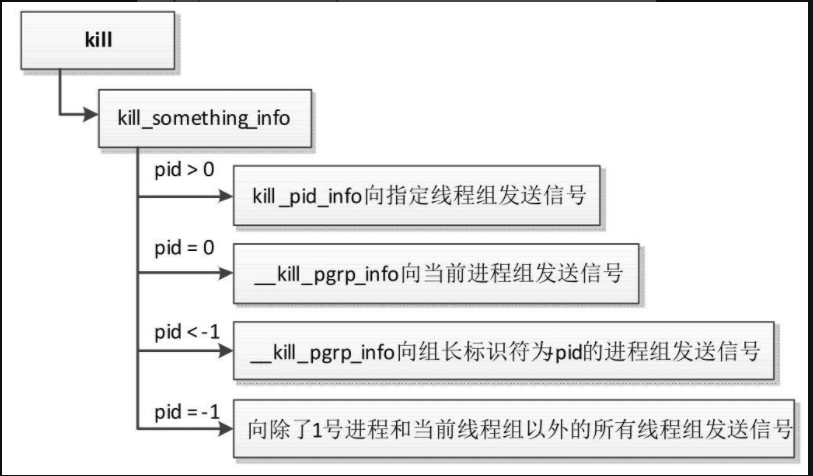 kill
kill_something_info
pid > 0
kill_pid_info向指定线程组发送信号
pid = 0
__kill_pgrp_info向当前进程组发送信号
pid < -1
__kill_pgrp_info向组长标识符为-pid的进程组发送信号
pid = -1
向除了1号进程和当前线程组以外的所有线程组发送信号